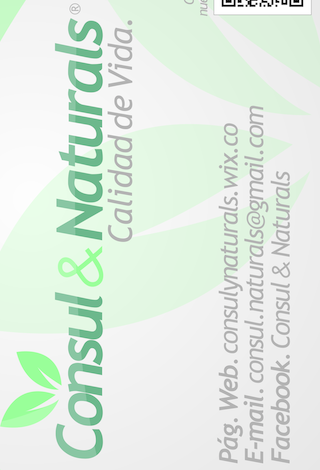 Consul & Naturals®
Calidad de Vida.
Pág. Web. consulynaturals.wix.co
E-mail. consul.naturals@gmail.com
Facebook. Consul & Naturals